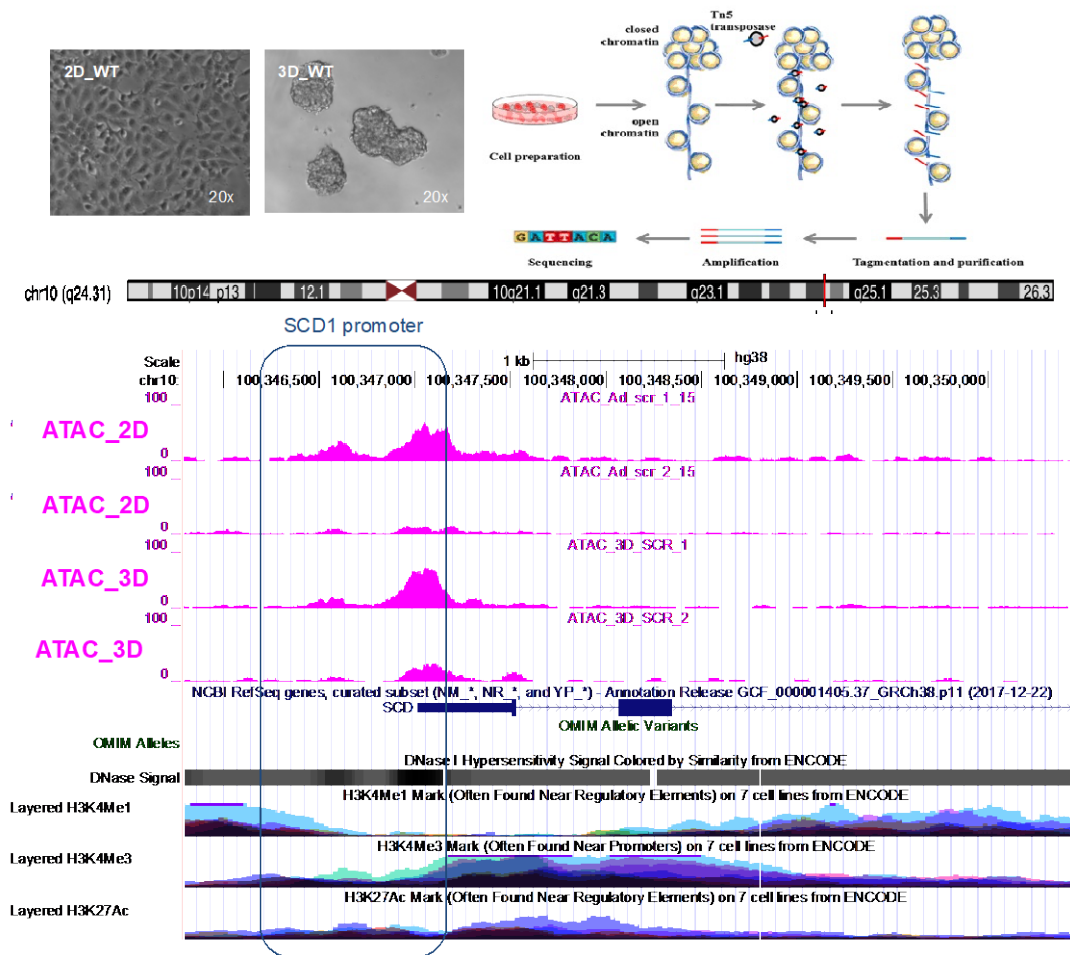 2D_WT
20x
3D_WT
20x
closed
chromatin
Tn5
transposase
open
chromatin
Cell preparation
GATTACA
Sequencing
Amplification
Tagmentation and purification
chr10 (q24.31)
10p14 p13 12.1 10q21.1 q21.3 q23.1 q25.1 25.3 26.3
SCD1 promoter
Scale 1 kb hg38
chr10: 100,346,500 100,347,000 100,347,500 100,348,000 100,348,500 100,349,000 100,349,500 100,350,000
ATAC_Ad_scr_1_15
100
ATAC_2D
0
ATAC_Ad_scr_2_15
100
ATAC_2D
0
ATAC_3D_SCR_1
100
ATAC_3D
0
ATAC_3D_SCR_2
100
ATAC_3D
0
NCBI RefSeq genes, curated subset (NM_*, NR_*, and YP_*) - Annotation Release GCF_000001405.37_GRCh38.p11 (2017-12-22)
SCD
OMIM Allelic Variants
OMIM Alleles
DNase I Hypersensitivity Signal Colored by Similarity from ENCODE
DNase Signal
H3K4Me1 Mark (Often Found Near Regulatory Elements) on 7 cell lines from ENCODE
Layered H3K4Me1
H3K4Me3 Mark (Often Found Near Promoters) on 7 cell lines from ENCODE
Layered H3K4Me3
H3K27Ac Mark (Often Found Near Regulatory Elements) on 7 cell lines from ENCODE
Layered H3K27Ac